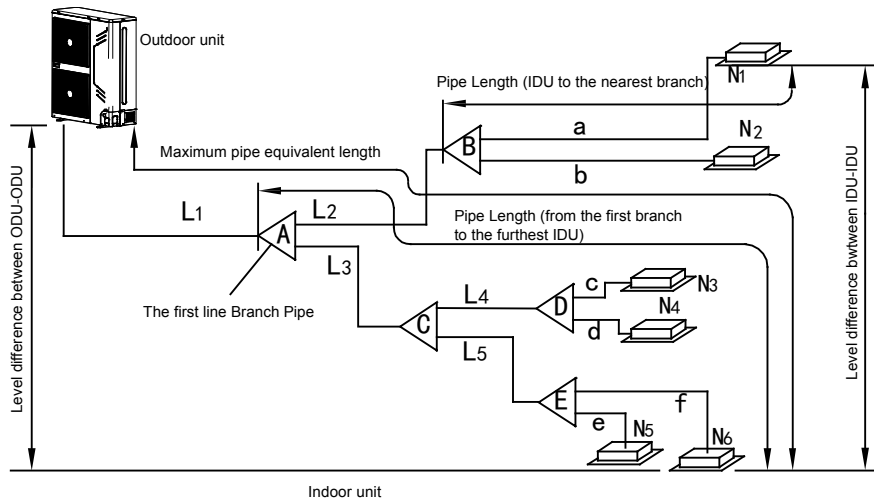 Outdoor unit
N1
Pipe Length (IDU to the nearest branch)
a
B
N2
b
Maximum pipe equivalent length
L1
L2
A
Pipe Length (from the first branch
to the furthest IDU)
L3
The first line Branch Pipe
L4
C
L5
D
c
N3
N4
d
E
f
e
N5
N6
Level difference between ODU-ODU
Level difference bwtween IDU-IDU
Indoor unit